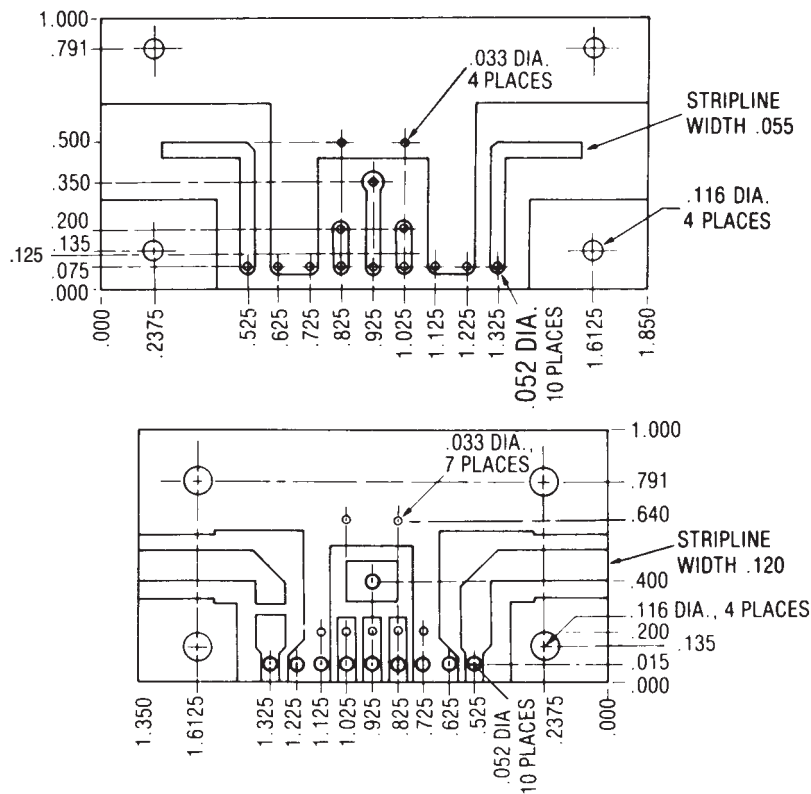 1.000
.791
.033 DIA.
4 PLACES
STRIPLINE
WIDTH .055
.500
.350
.116 DIA.
4 PLACES
.200
.135
.125
.075
.000
.000
.2375
.525
.625
.725
.825
.925
1.025
1.125
1.225
1.325
.052 DIA.
10 PLACES
1.6125
1.850
1.000
.033 DIA.,
7 PLACES
.791
.640
STRIPLINE
WIDTH .120
.400
.116 DIA., 4 PLACES
.200
.135
.015
.000
1.350
1.6125
1.325
1.225
1.125
1.025
.925
.825
.725
.625
.525
.052 DIA
10 PLACES
.2375
.000